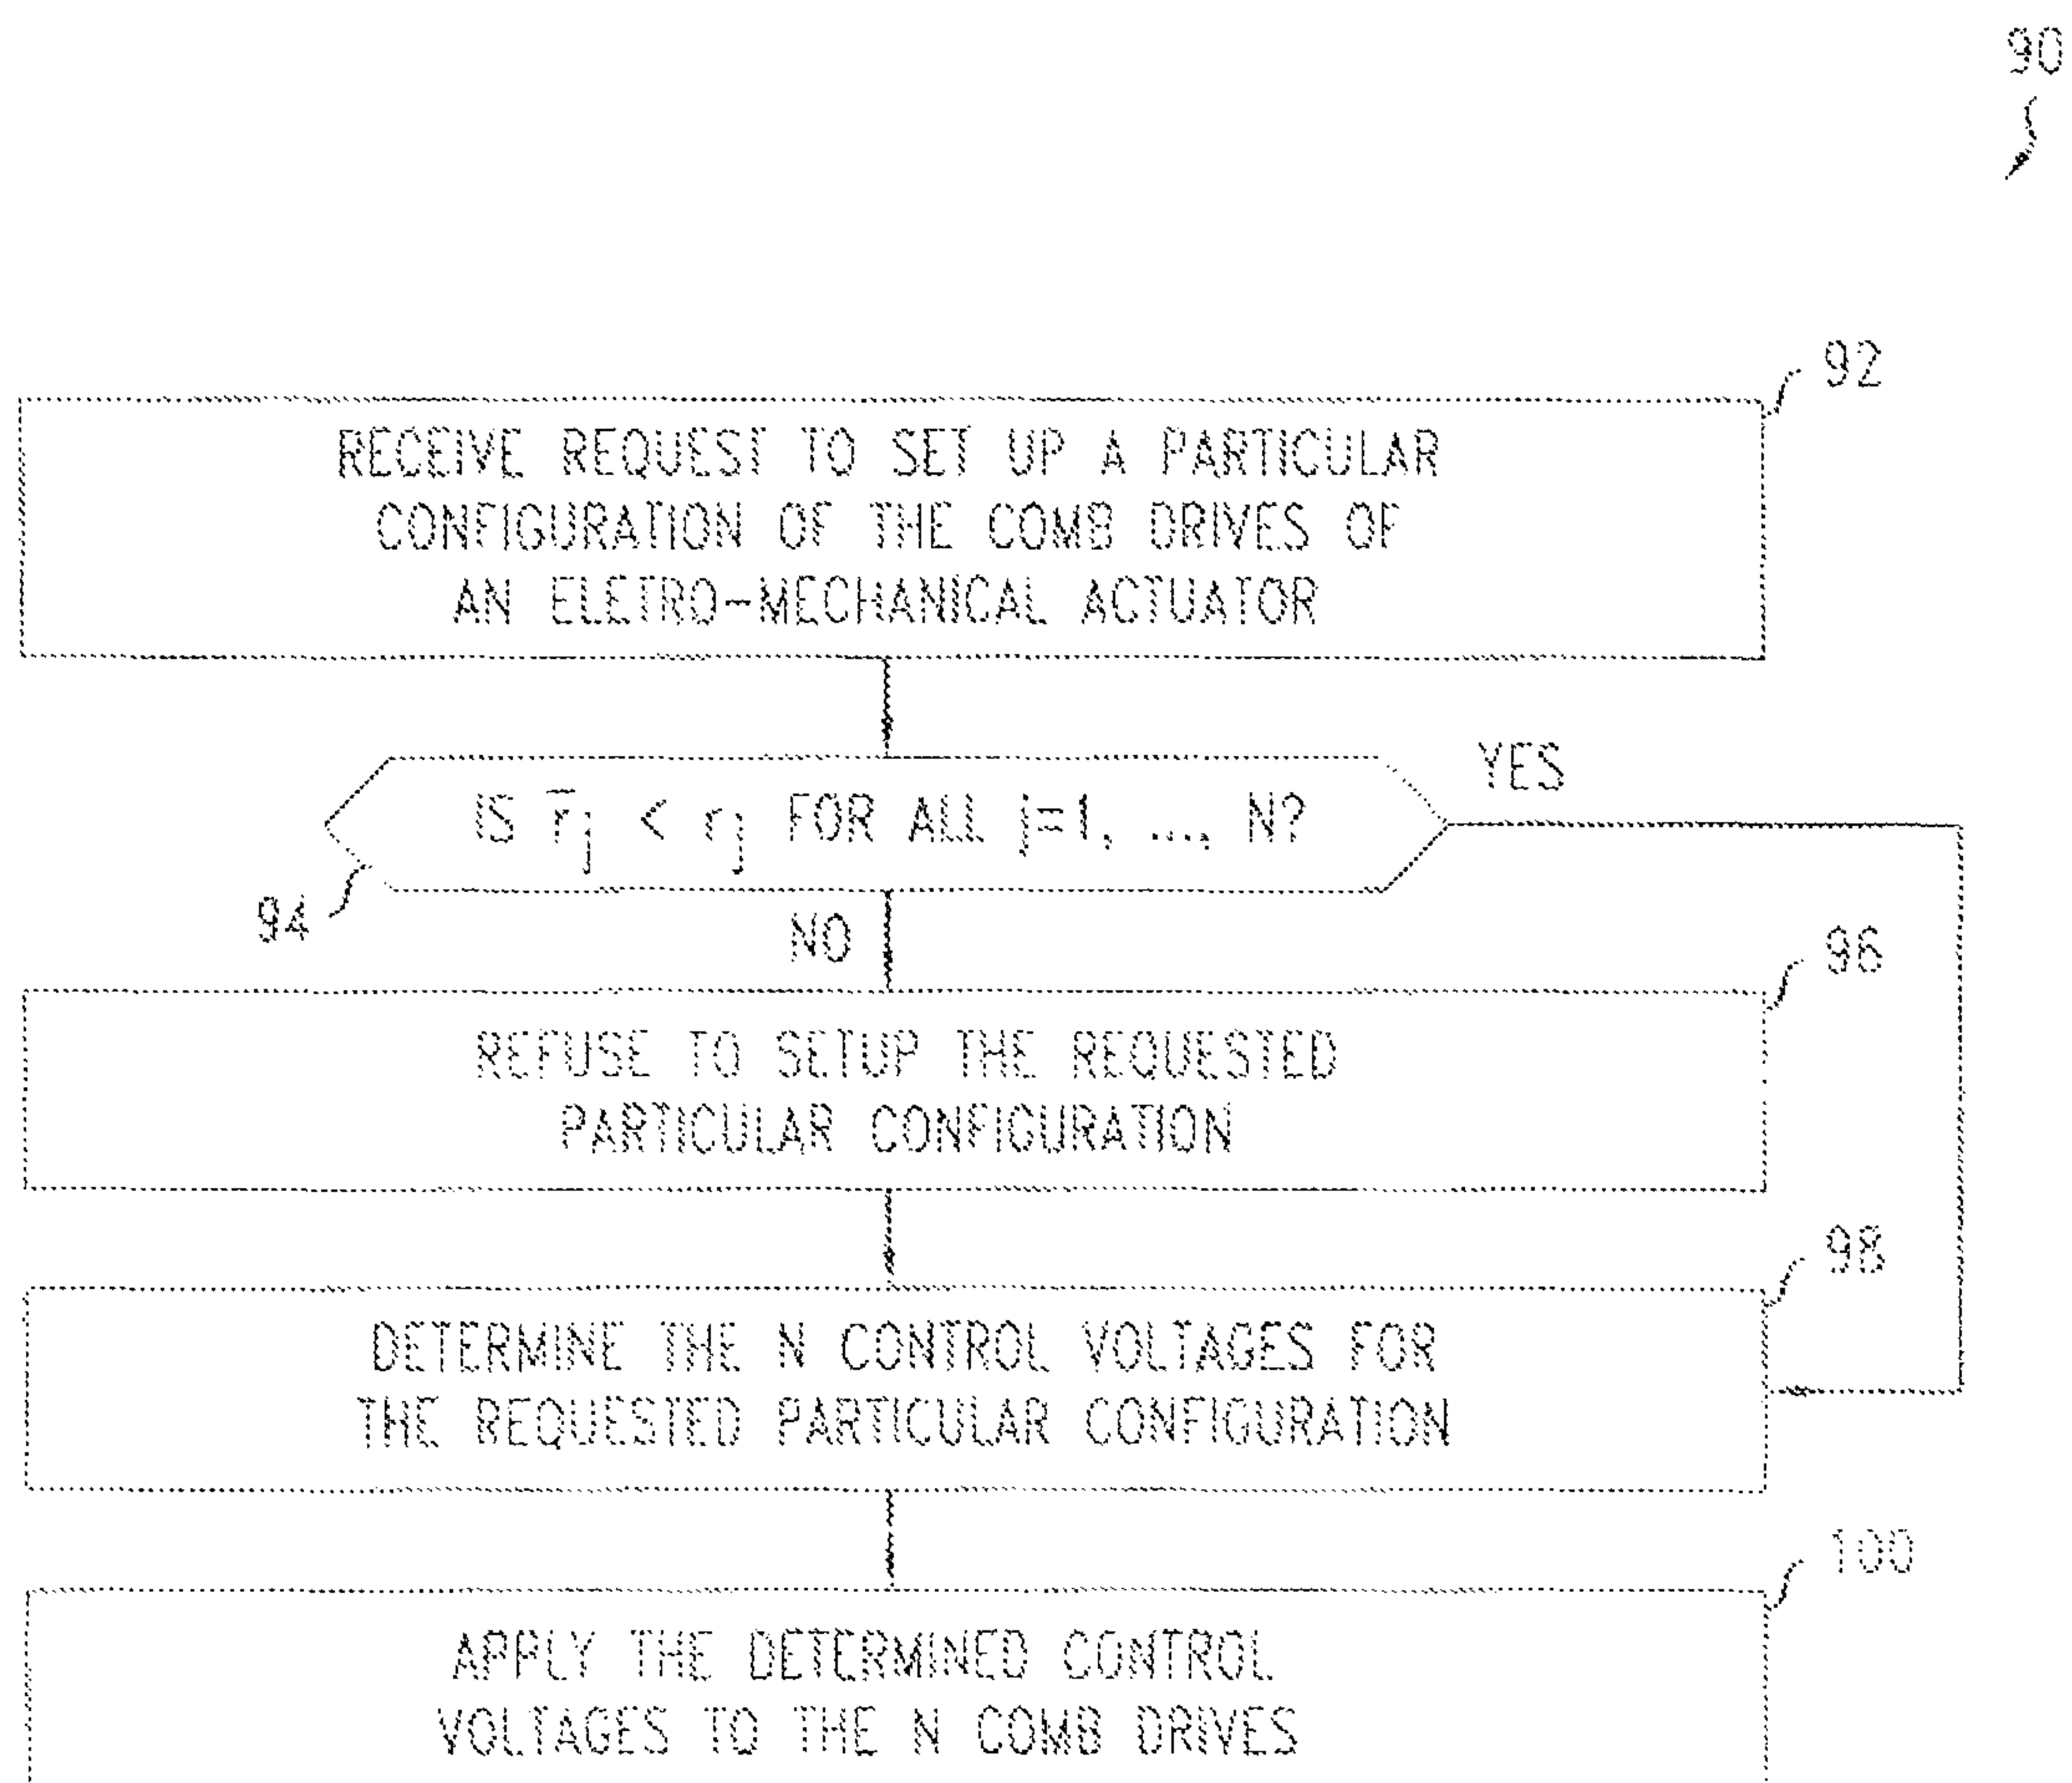 90
92
RECEIVE REQUEST TO SET UP A PARTICULAR
CONFIGURATION OF THE COMB DRIVES OF
AN ELETRO-MECHANICAL ACTUATOR
YES
IS r̅j < rj FOR ALL j=1, ..., N?
94
NO
96
REFUSE TO SETUP THE REQUESTED
PARTICULAR CONFIGURATION
98
DETERMINE THE N CONTROL VOLTAGES FOR
THE REQUESTED PARTICULAR CONFIGURATION
100
APPLY THE DETERMINED CONTROL
VOLTAGES TO THE N COMB DRIVES